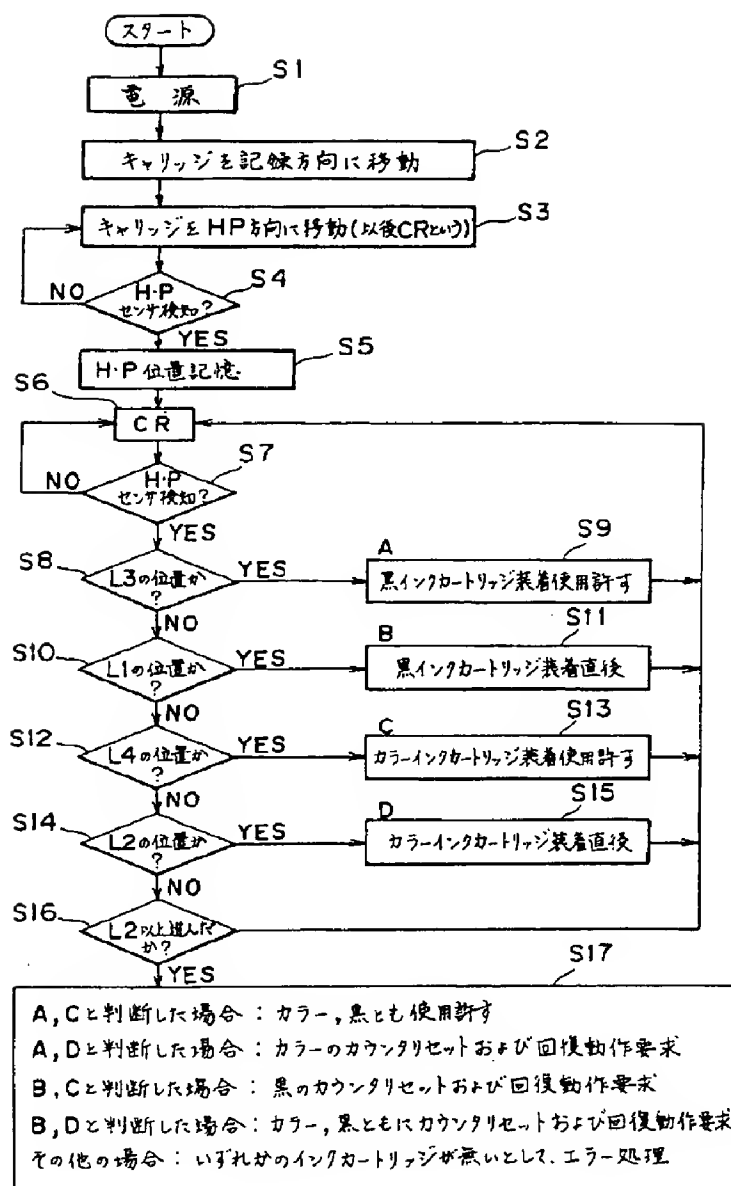 スタート
S1
電源
S2
キャリッジを記録方向に移動
S3
キャリッジをHP方向に移動(以後CRという)
S4
H・P
センサ検知?
NO
YES
S5
H・P位置記憶
S6
CR
S7
H・P
センサ検知?
NO
YES
S8
L3の位置か
?
YES
A
S9
黒インクカートリッジ装着使用許す
NO
S10
L1の位置か
?
YES
B
S11
黒インクカートリッジ装着直後
NO
S12
L4の位置か
?
YES
C
S13
カラーインクカートリッジ装着使用許す
NO
S14
L2の位置か
?
YES
D
S15
カラーインクカートリッジ装着直後
NO
S16
L2以上進んだ
か?
YES
S17
A,Cと判断した場合:カラー,黒とも使用許す
A,Dと判断した場合:カラーのカウンタリセットおよび回復動作要求
B,Cと判断した場合:黒のカウンタリセットおよび回復動作要求
B,Dと判断した場合:カラー,黒ともにカウンタリセットおよび回復動作要求
その他の場合:いずれかのインクカートリッジが無いとして、エラー処理